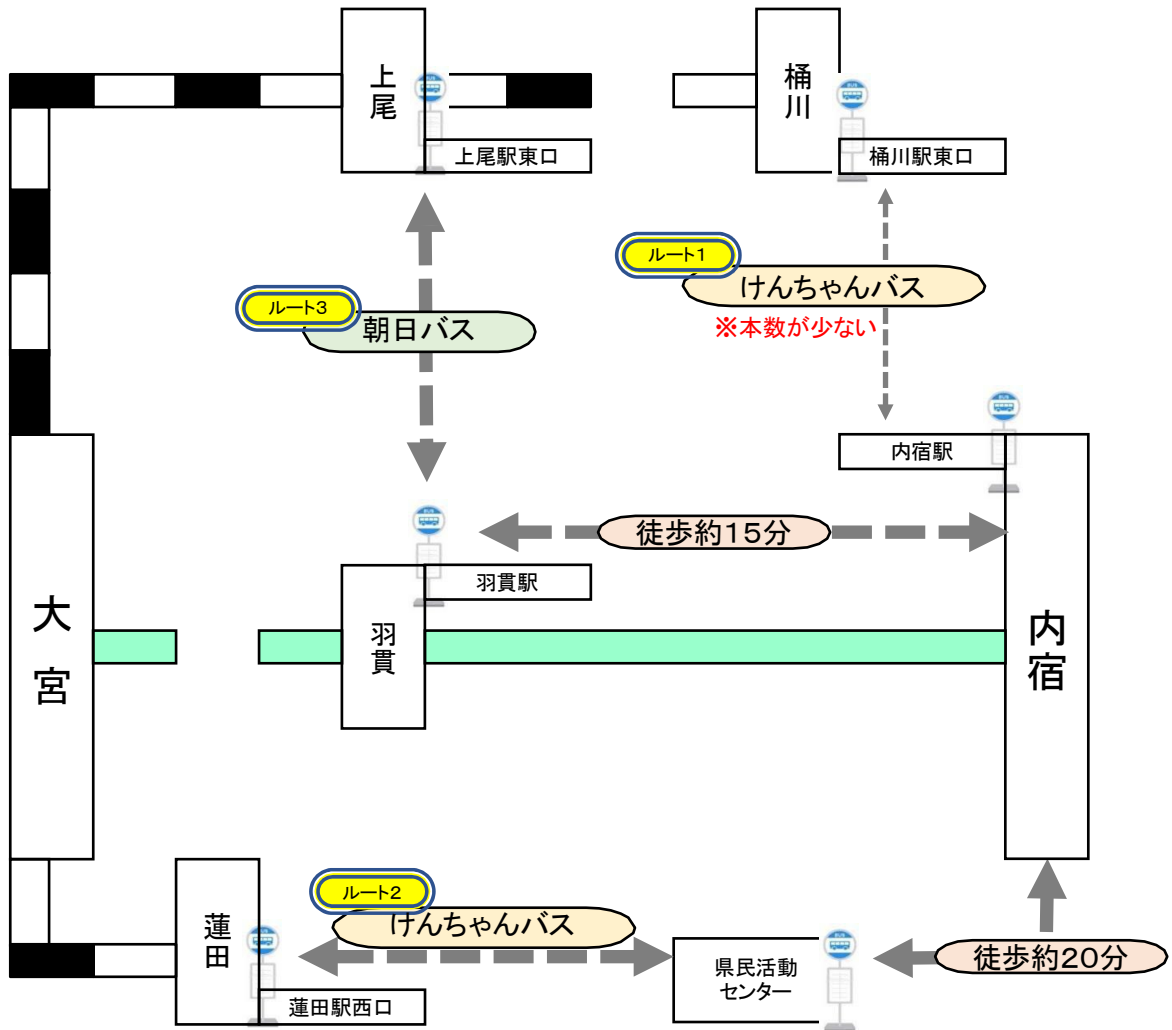 上尾
桶川
上尾駅東口
桶川駅東口
ルート1
けんちゃんバス
※本数が少ない
ルート3
朝日バス
内宿駅
徒歩約15分
羽貫駅
大宮
羽貫
内宿
ルート2
けんちゃんバス
蓮田
県民活動
センター
徒歩約20分
蓮田駅西口